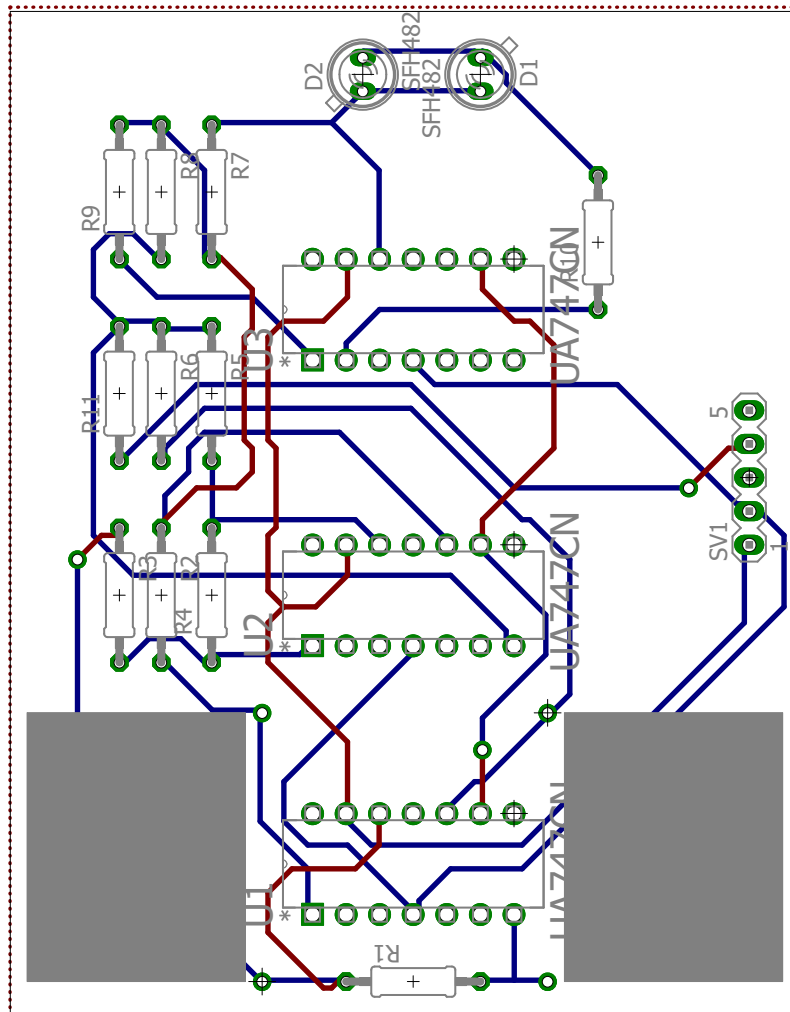 SFH482
D2
D1
SFH482
R8
R7
R9
R10
UA747CN
U3
*
R6
R5
R11
5
SV1
1
R3
R2
R4
UA747CN
U2
*
UA747CN
U1
*
R1